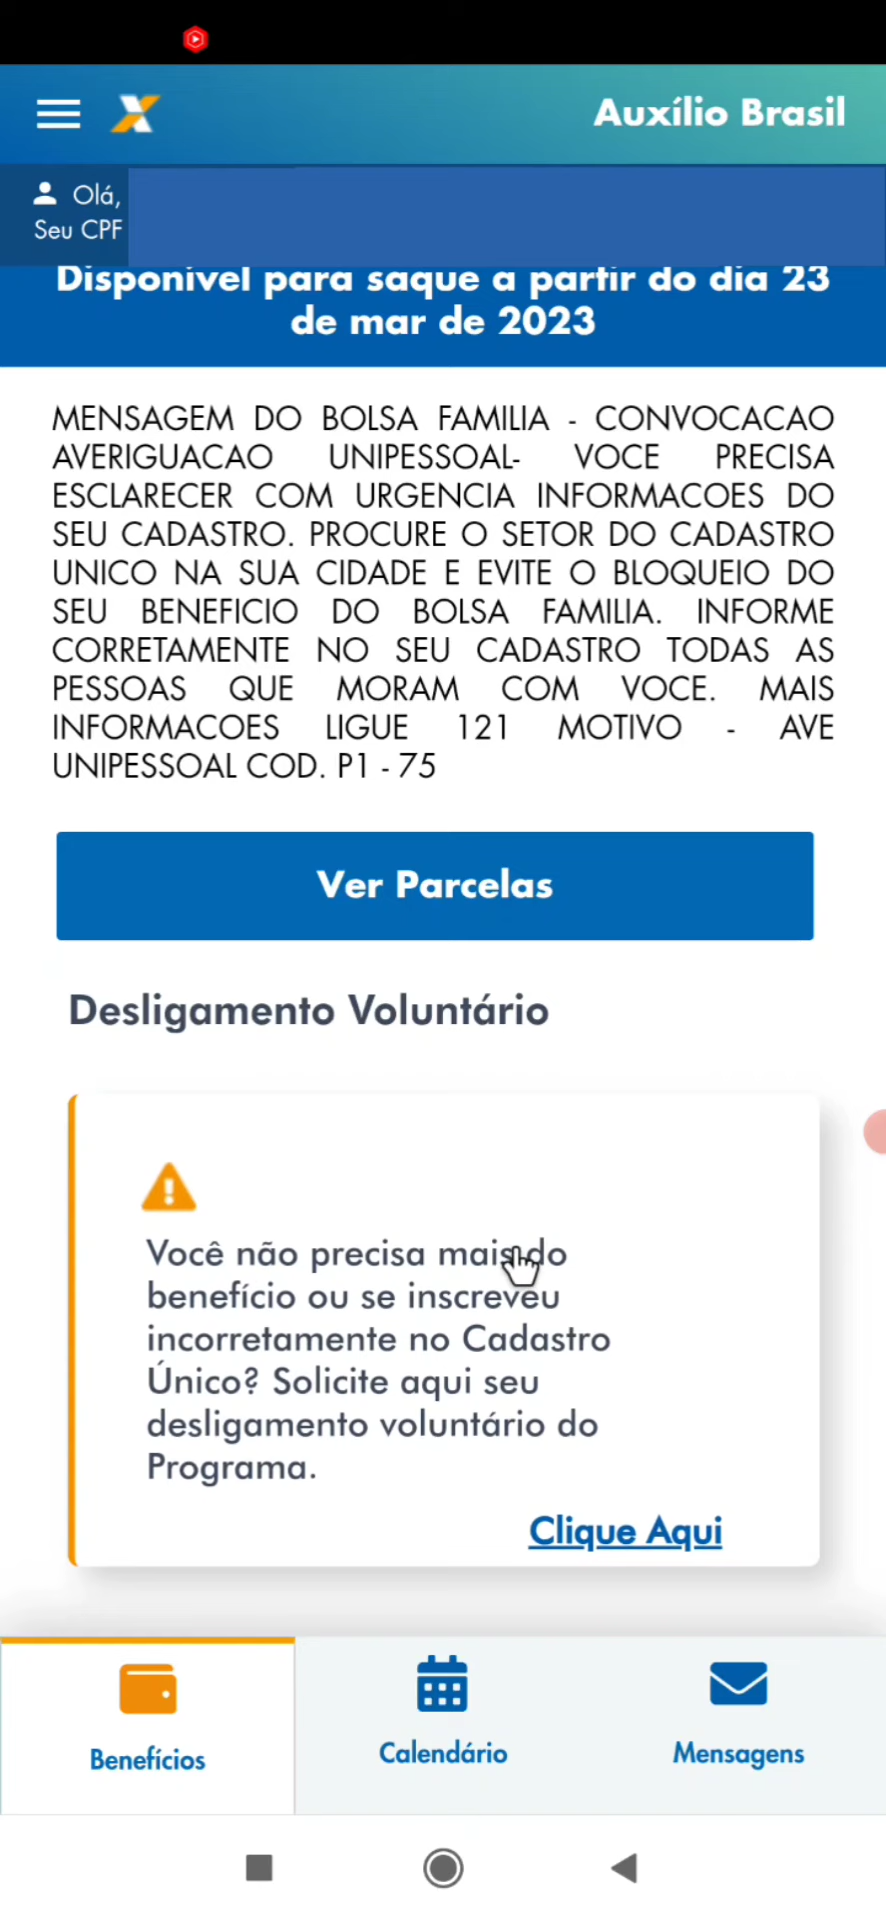 Auxílio Brasil
Olá,
Seu CPF
Disponível para saque a partir do dia 23
de mar de 2023
MENSAGEM DO BOLSA FAMILIA - CONVOCACAO
AVERIGUACAO UNIPESSOAL- VOCE PRECISA
ESCLARECER COM URGENCIA INFORMACOES DO
SEU CADASTRO. PROCURE O SETOR DO CADASTRO
UNICO NA SUA CIDADE E EVITE O BLOQUEIO DO
SEU BENEFICIO DO BOLSA FAMILIA. INFORME
CORRETAMENTE NO SEU CADASTRO TODAS AS
PESSOAS QUE MORAM COM VOCE. MAIS
INFORMACOES LIGUE 121 MOTIVO - AVE
UNIPESSOAL COD. P1 - 75
Ver Parcelas
Desligamento Voluntário
Você não precisa mais do
benefício ou se inscreveu
incorretamente no Cadastro
Único? Solicite aqui seu
desligamento voluntário do
Programa.
Clique Aqui
Benefícios
Calendário
Mensagens